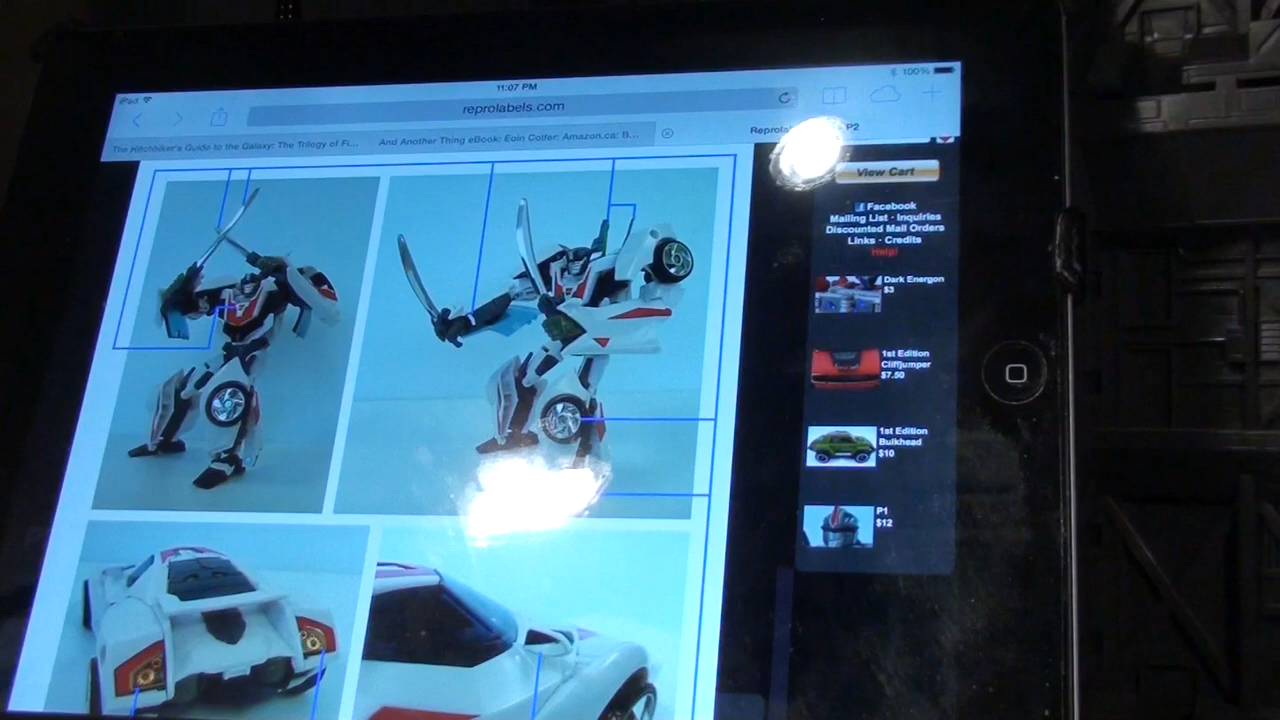 iPad
11:07 PM
100%
reprolabels.com
The Hitchhiker's Guide to the Galaxy: The Trilogy of Fi...
And Another Thing eBook: Eoin Colfer: Amazon.ca: B...
P2
View Cart
Facebook
Mailing List · Inquiries
Discounted Mail Orders
Links · Credits
Help!
Dark Energon
$3
1st Edition
Cliffjumper
$7.50
1st Edition
Bulkhead
$10
P1
$12